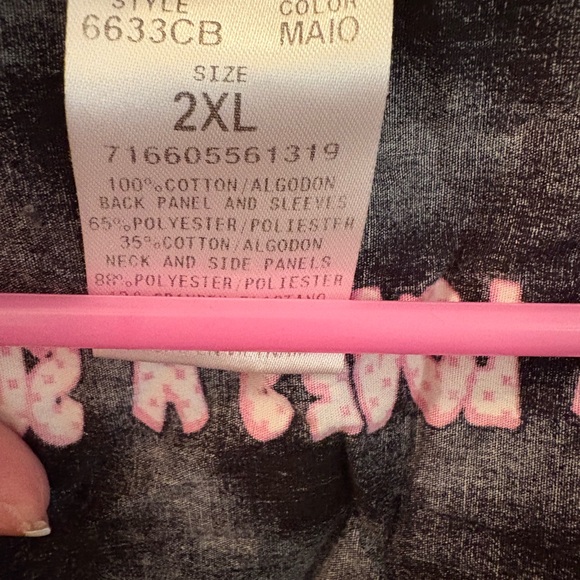 STYLE COLOR
6633CB MAIO
SIZE
2XL
716605561319
100%COTTON/ALGODON
BACK PANEL AND SLEEVES
65%POLYESTER/POLIESTER
35%COTTON/ALGODON
NECK AND SIDE PANELS
88%POLYESTER/POLIESTER